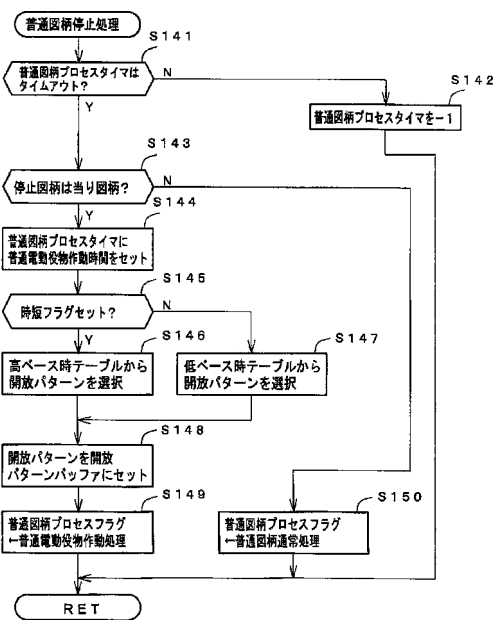 普通図柄停止処理
S141
普通図柄プロセスタイマは
タイムアウト?
N
S142
Y
普通図柄プロセスタイマを−1
S143
停止図柄は当り図柄?
N
Y
S144
普通図柄プロセスタイマに
普通電動役物作動時間をセット
S145
時短フラグセット?
N
Y
S146
S147
高ベース時テーブルから
開放パターンを選択
低ベース時テーブルから
開放パターンを選択
S148
開放パターンを開放
パターンバッファにセット
S149
S150
普通図柄プロセスフラグ
←普通電動役物作動処理
普通図柄プロセスフラグ
←普通図柄通常処理
RET